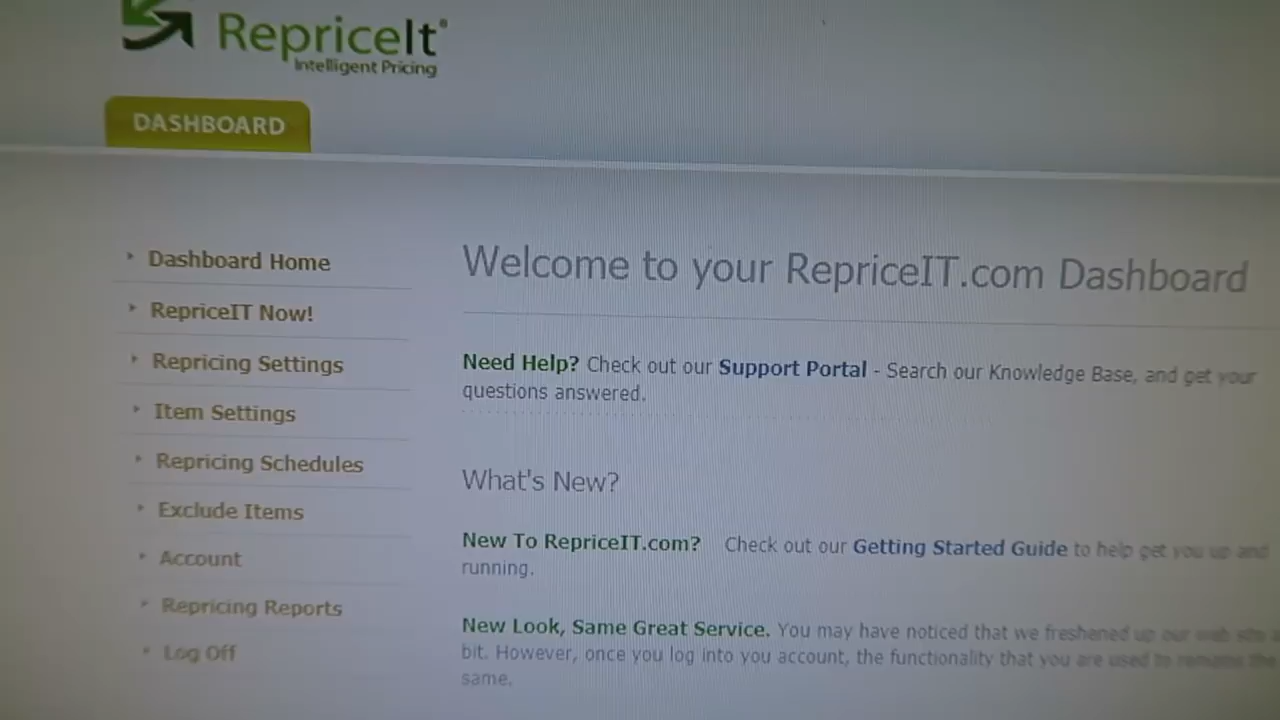 RepriceIt®
Intelligent Pricing
DASHBOARD
Dashboard Home
RepriceIT Now!
Repricing Settings
Item Settings
Repricing Schedules
Exclude Items
Account
Repricing Reports
Log Off
Welcome to your RepriceIT.com Dashboard
Need Help? Check out our Support Portal - Search our Knowledge Base, and get your
questions answered.
What's New?
New To RepriceIT.com? Check out our Getting Started Guide to help get you up and
running.
New Look, Same Great Service. You may have noticed that we freshened up our web site a
bit. However, once you log into you account, the functionality that you are used to remains the
same.